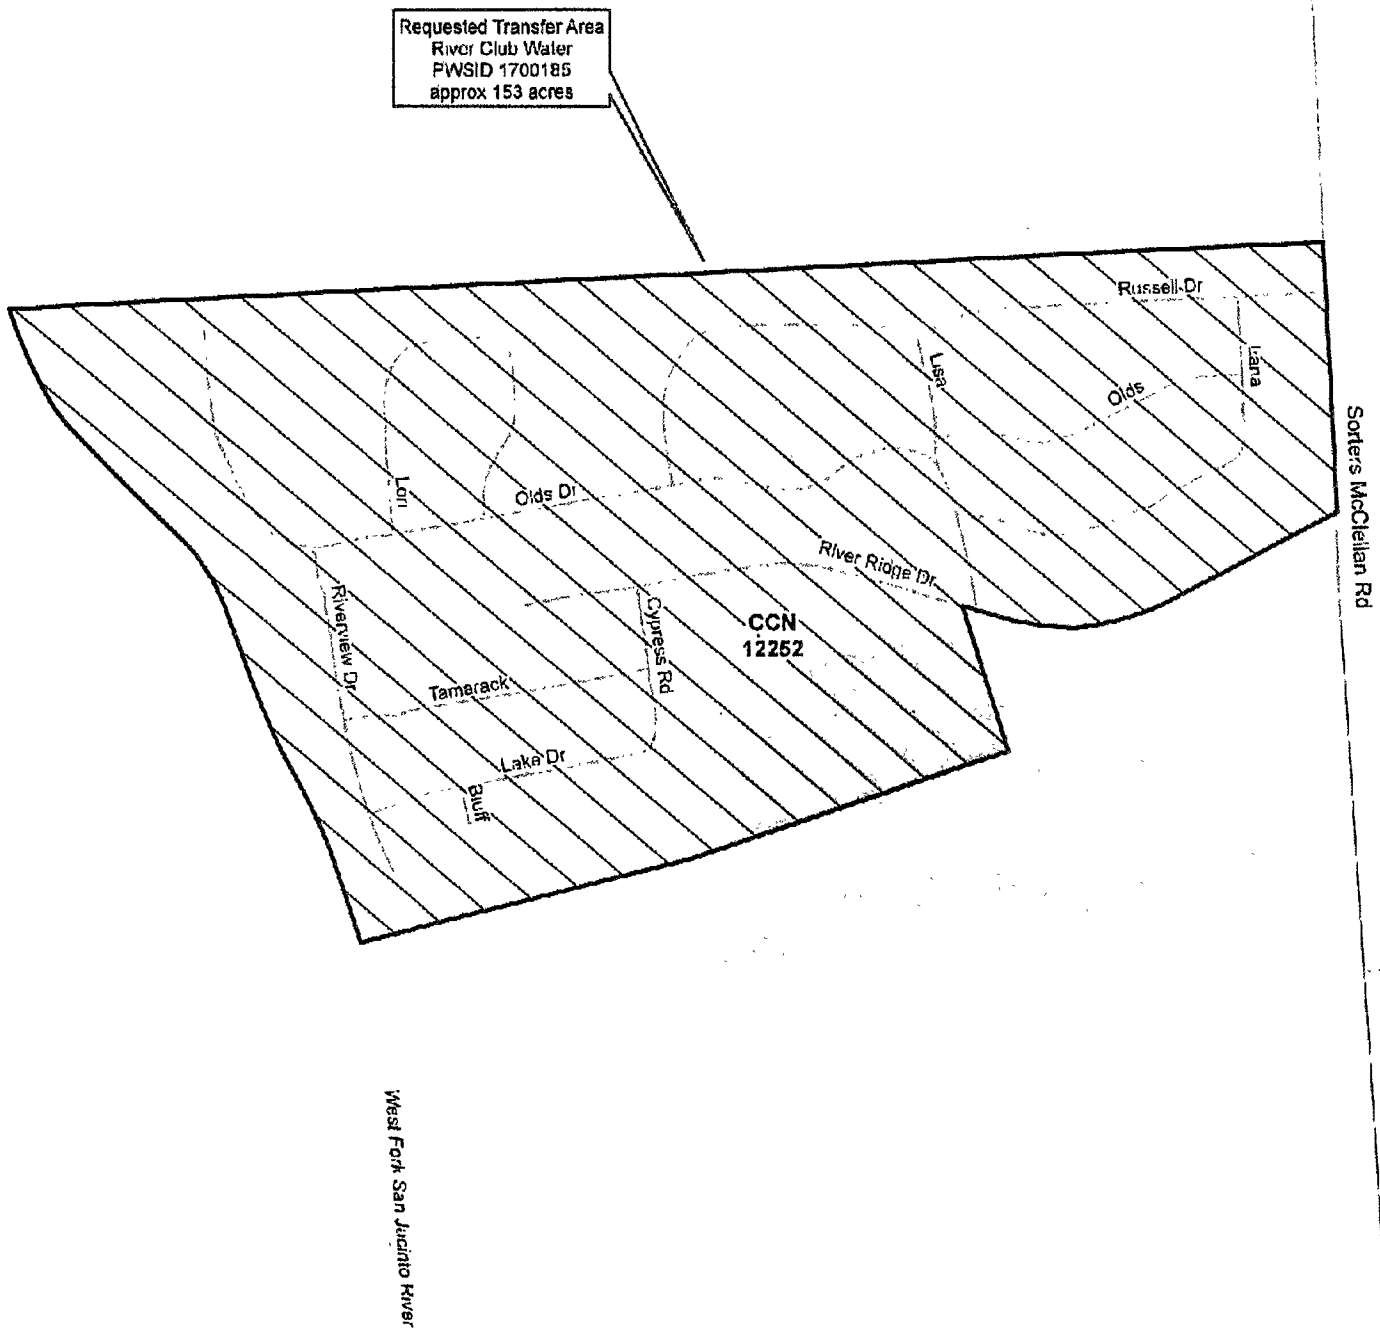 Requested Transfer Area
River Club Water
PWSID 1700185
approx 153 acres
Russell Dr
Lana
Lisa
Olds
Sorters McClellan Rd
Lori
Olds Dr
River Ridge Dr
Riverview Dr
Cypress Rd
CCN
12252
Tamarack
Lake Dr
Bluff
West Fork San Jacinto River